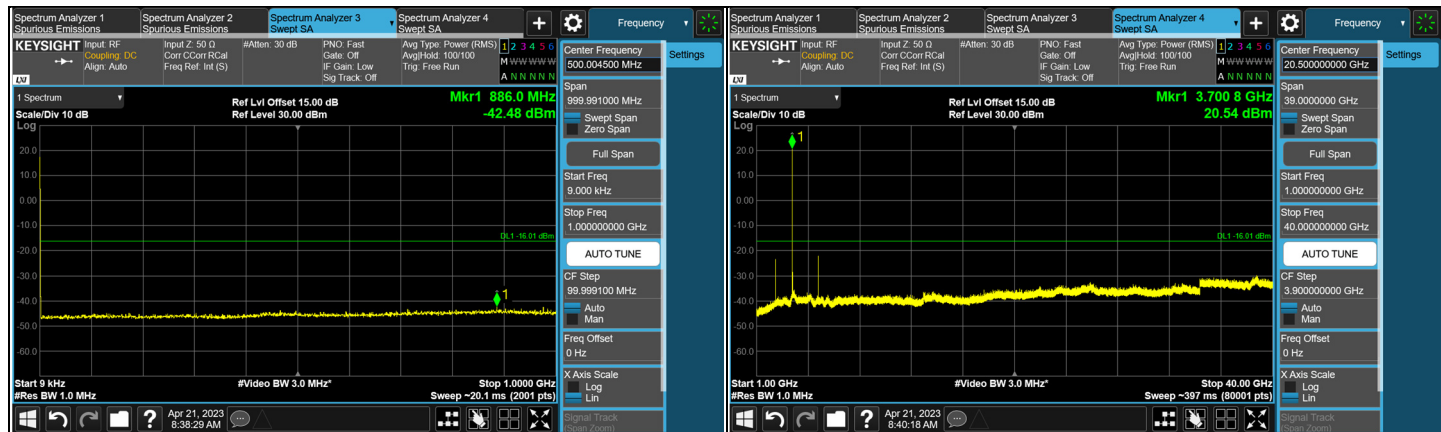 Spectrum Analyzer 1
Spurious Emissions
Spectrum Analyzer 2
Spurious Emissions
Spectrum Analyzer 3
Swept SA
Spectrum Analyzer 4
Swept SA
+
Frequency
KEYSIGHT
Input: RF
Coupling: DC
Align: Auto
Input Z: 50 Ω
Corr CCorr RCal
Freq Ref: Int (S)
#Atten: 30 dB
PNO: Fast
Gate: Off
IF Gain: Low
Sig Track: Off
Avg Type: Power (RMS)
Avg|Hold: 100/100
Trig: Free Run
1 2 3 4 5 6
M W W W W W
A N N N N N
LXI
Center Frequency
500.004500 MHz
Settings
1 Spectrum
Scale/Div 10 dB
Ref Lvl Offset 15.00 dB
Ref Level 30.00 dBm
Mkr1 886.0 MHz
-42.48 dBm
Span
999.991000 MHz
Swept Span
Zero Span
Full Span
Start Freq
9.000 kHz
Stop Freq
1.000000000 GHz
AUTO TUNE
CF Step
99.999100 MHz
Auto
Man
Freq Offset
0 Hz
X Axis Scale
Log
Lin
Signal Track
(Span Zoom)
Log
20.0
10.0
0.00
-10.0
-20.0
-30.0
-40.0
-50.0
-60.0
DL1 -16.01 dBm
1
Start 9 kHz
#Video BW 3.0 MHz*
Stop 1.0000 GHz
#Res BW 1.0 MHz
Sweep ~20.1 ms (2001 pts)
?
Apr 21, 2023
8:38:29 AM
Spectrum Analyzer 1
Spurious Emissions
Spectrum Analyzer 2
Spurious Emissions
Spectrum Analyzer 3
Swept SA
Spectrum Analyzer 4
Swept SA
+
Frequency
KEYSIGHT
Input: RF
Coupling: DC
Align: Auto
Input Z: 50 Ω
Corr CCorr RCal
Freq Ref: Int (S)
#Atten: 30 dB
PNO: Fast
Gate: Off
IF Gain: Low
Sig Track: Off
Avg Type: Power (RMS)
Avg|Hold: 100/100
Trig: Free Run
1 2 3 4 5 6
M W W W W W
A N N N N N
LXI
Center Frequency
20.500000000 GHz
Settings
1 Spectrum
Scale/Div 10 dB
Ref Lvl Offset 15.00 dB
Ref Level 30.00 dBm
Mkr1 3.700 8 GHz
20.54 dBm
Span
39.0000000 GHz
Swept Span
Zero Span
Full Span
Start Freq
1.000000000 GHz
Stop Freq
40.000000000 GHz
AUTO TUNE
CF Step
3.900000000 GHz
Auto
Man
Freq Offset
0 Hz
X Axis Scale
Log
Lin
Signal Track
(Span Zoom)
Log
20.0
10.0
0.00
-10.0
-20.0
-30.0
-40.0
-50.0
-60.0
DL1 -16.01 dBm
1
Start 1.00 GHz
#Video BW 3.0 MHz*
Stop 40.00 GHz
#Res BW 1.0 MHz
Sweep ~397 ms (80001 pts)
?
Apr 21, 2023
8:40:18 AM